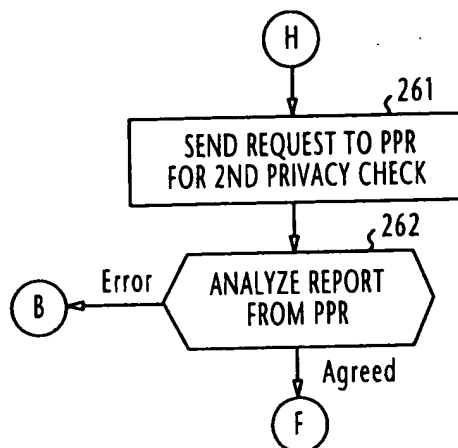 H
261
SEND REQUEST TO PPR
FOR 2ND PRIVACY CHECK
262
Error
B
ANALYZE REPORT
FROM PPR
Agreed
F